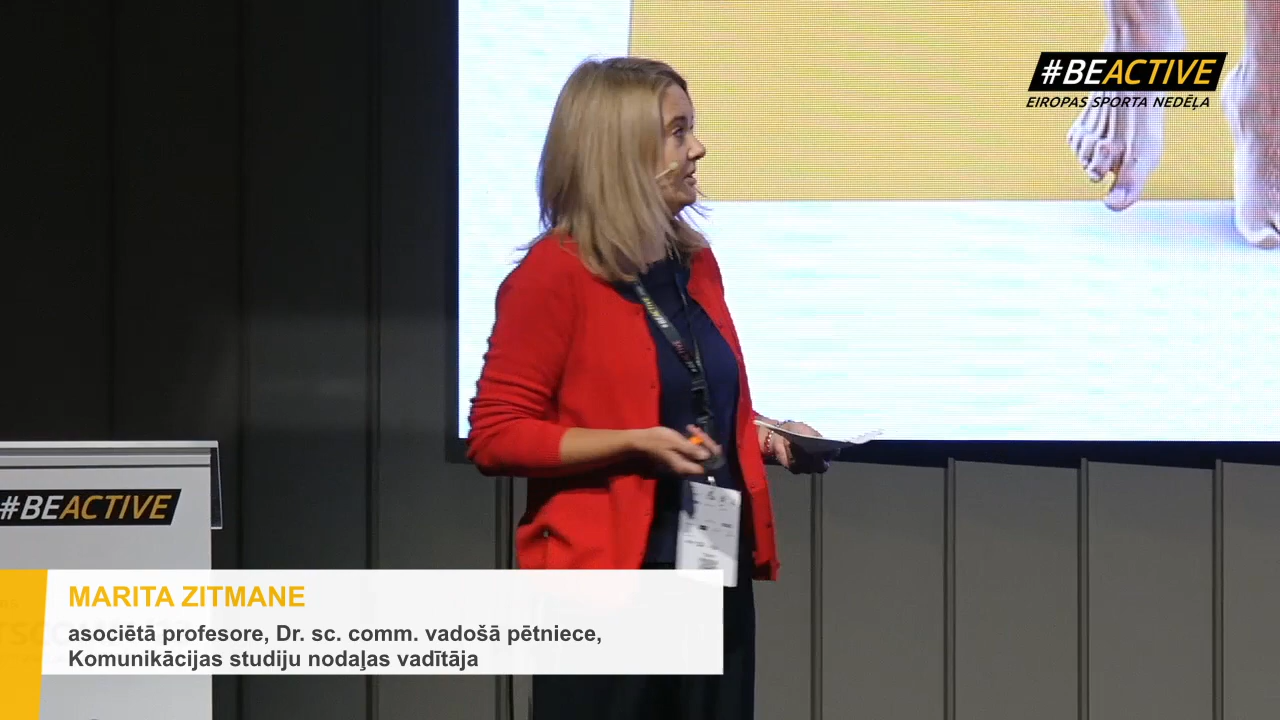 #BEACTIVE
EIROPAS SPORTA NEDĒĻA
#BEACTIVE
MARITA ZITMANE
asociētā profesore, Dr. sc. comm. vadošā pētniece,
Komunikācijas studiju nodaļas vadītāja